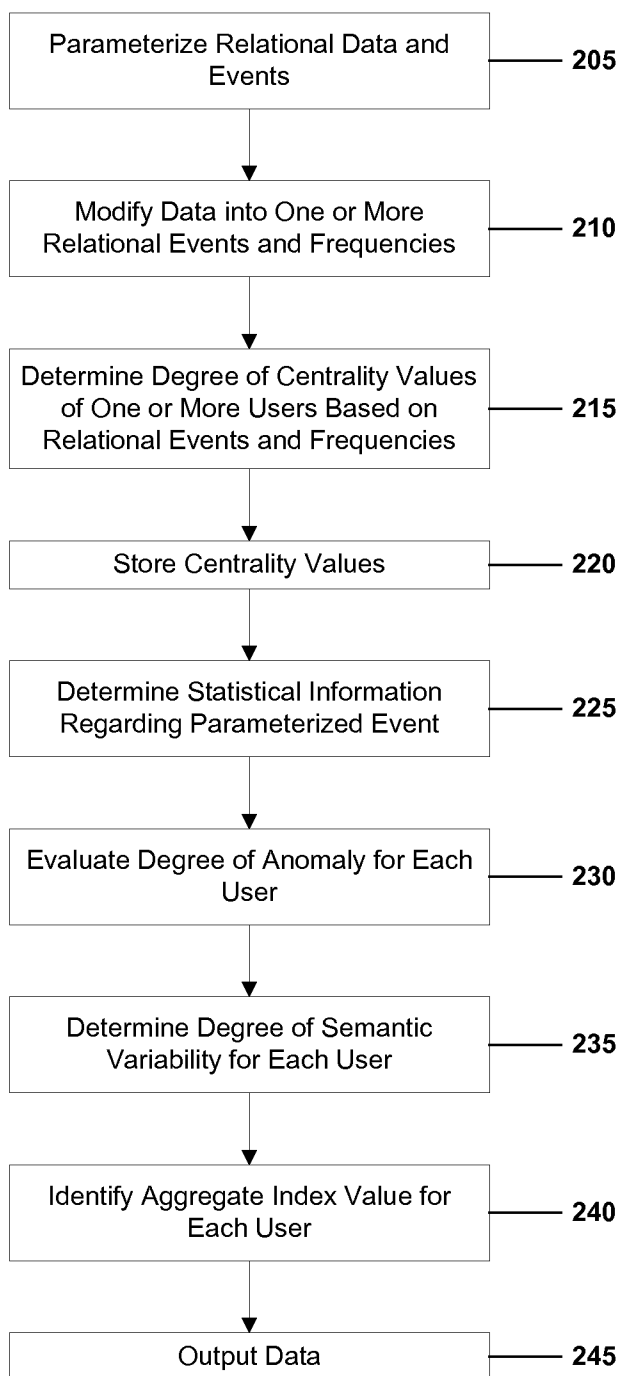 Parameterize Relational Data and
Events
205
Modify Data into One or More
Relational Events and Frequencies
210
Determine Degree of Centrality Values
of One or More Users Based on
Relational Events and Frequencies
215
Store Centrality Values
220
Determine Statistical Information
Regarding Parameterized Event
225
Evaluate Degree of Anomaly for Each
User
230
Determine Degree of Semantic
Variability for Each User
235
Identify Aggregate Index Value for
Each User
240
Output Data
245